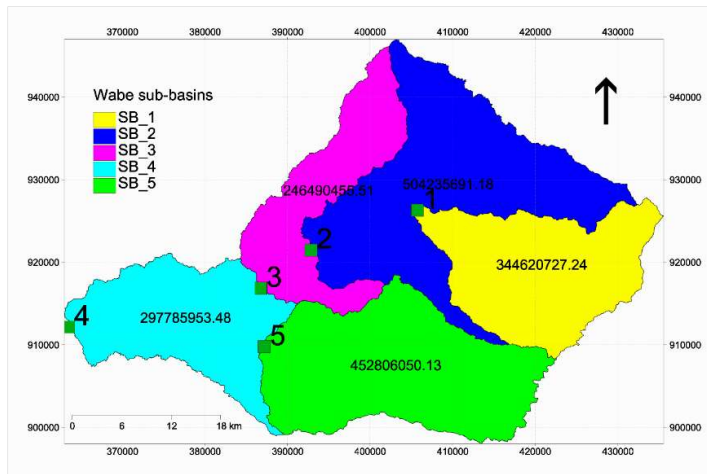 370000 380000 390000 400000 410000 420000 430000
940000 940000
Wabe sub-basins
SB_1
SB_2
SB_3
SB_4
SB_5
930000 930000
246490458.51 504235691.18
1
2
920000 920000
344620727.24
3
297785953.48
4
5
910000 910000
452806050.13
0 6 12 18 km
900000 900000
370000 380000 390000 400000 410000 420000 430000